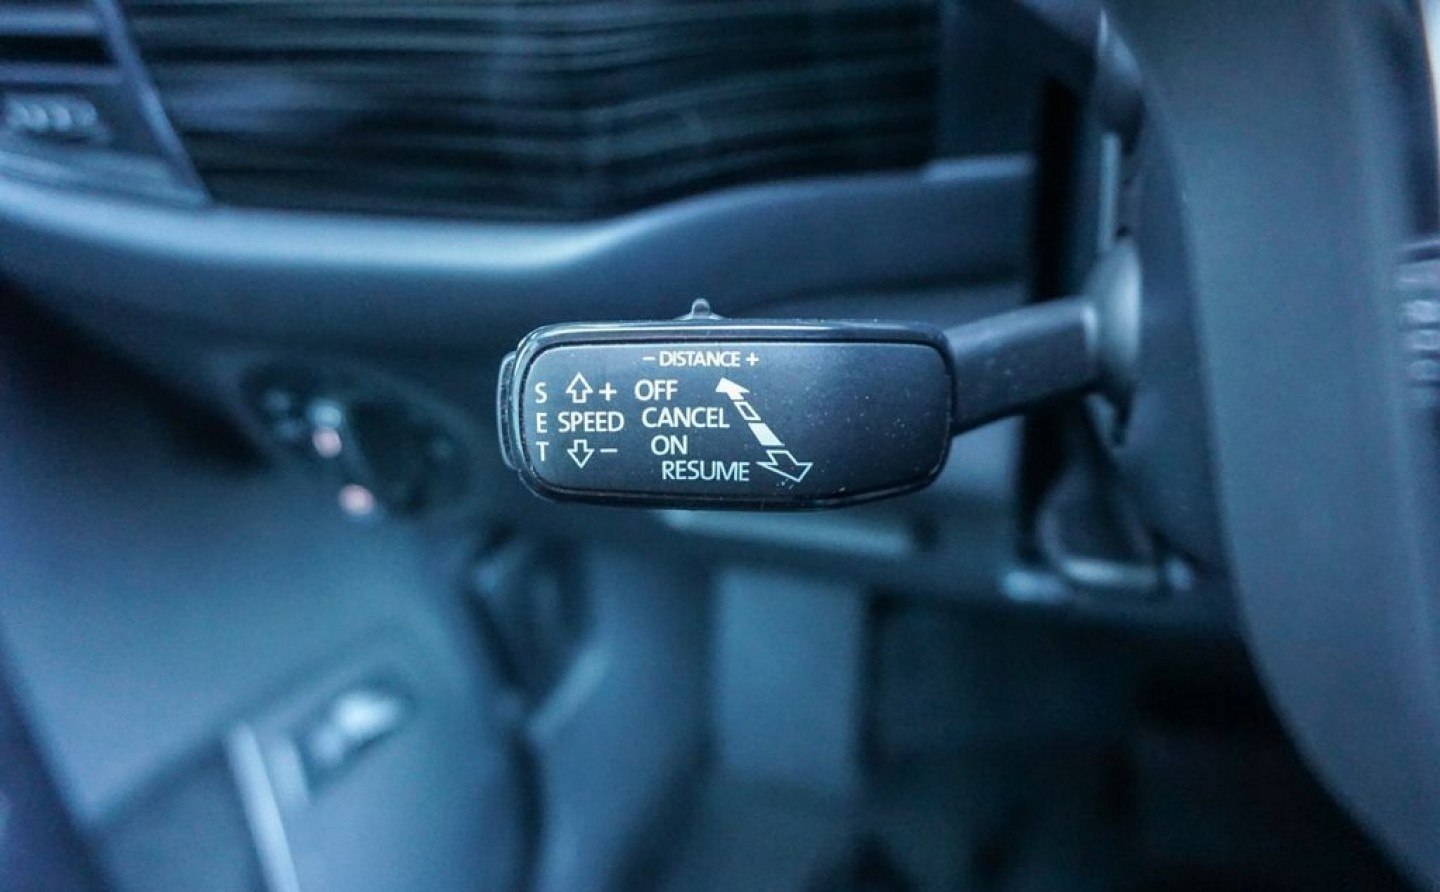 – DISTANCE +
S + OFF
E SPEED CANCEL
T – ON
RESUME